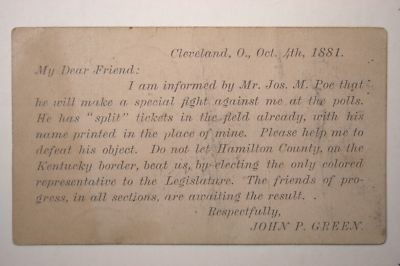 Cleveland, O., Oct. 4th, 1881.
My Dear Friend:
I am informed by Mr. Jos. M. Poe that
he will make a special fight against me at the polls.
He has "split" tickets in the field already, with his
name printed in the place of mine. Please help me to
defeat his object. Do not let Hamilton County, on the
Kentucky border, beat us, by electing the only colored
representative to the Legislature. The friends of pro-
gress, in all sections, are awaiting the result.
Respectfully,
JOHN P. GREEN.